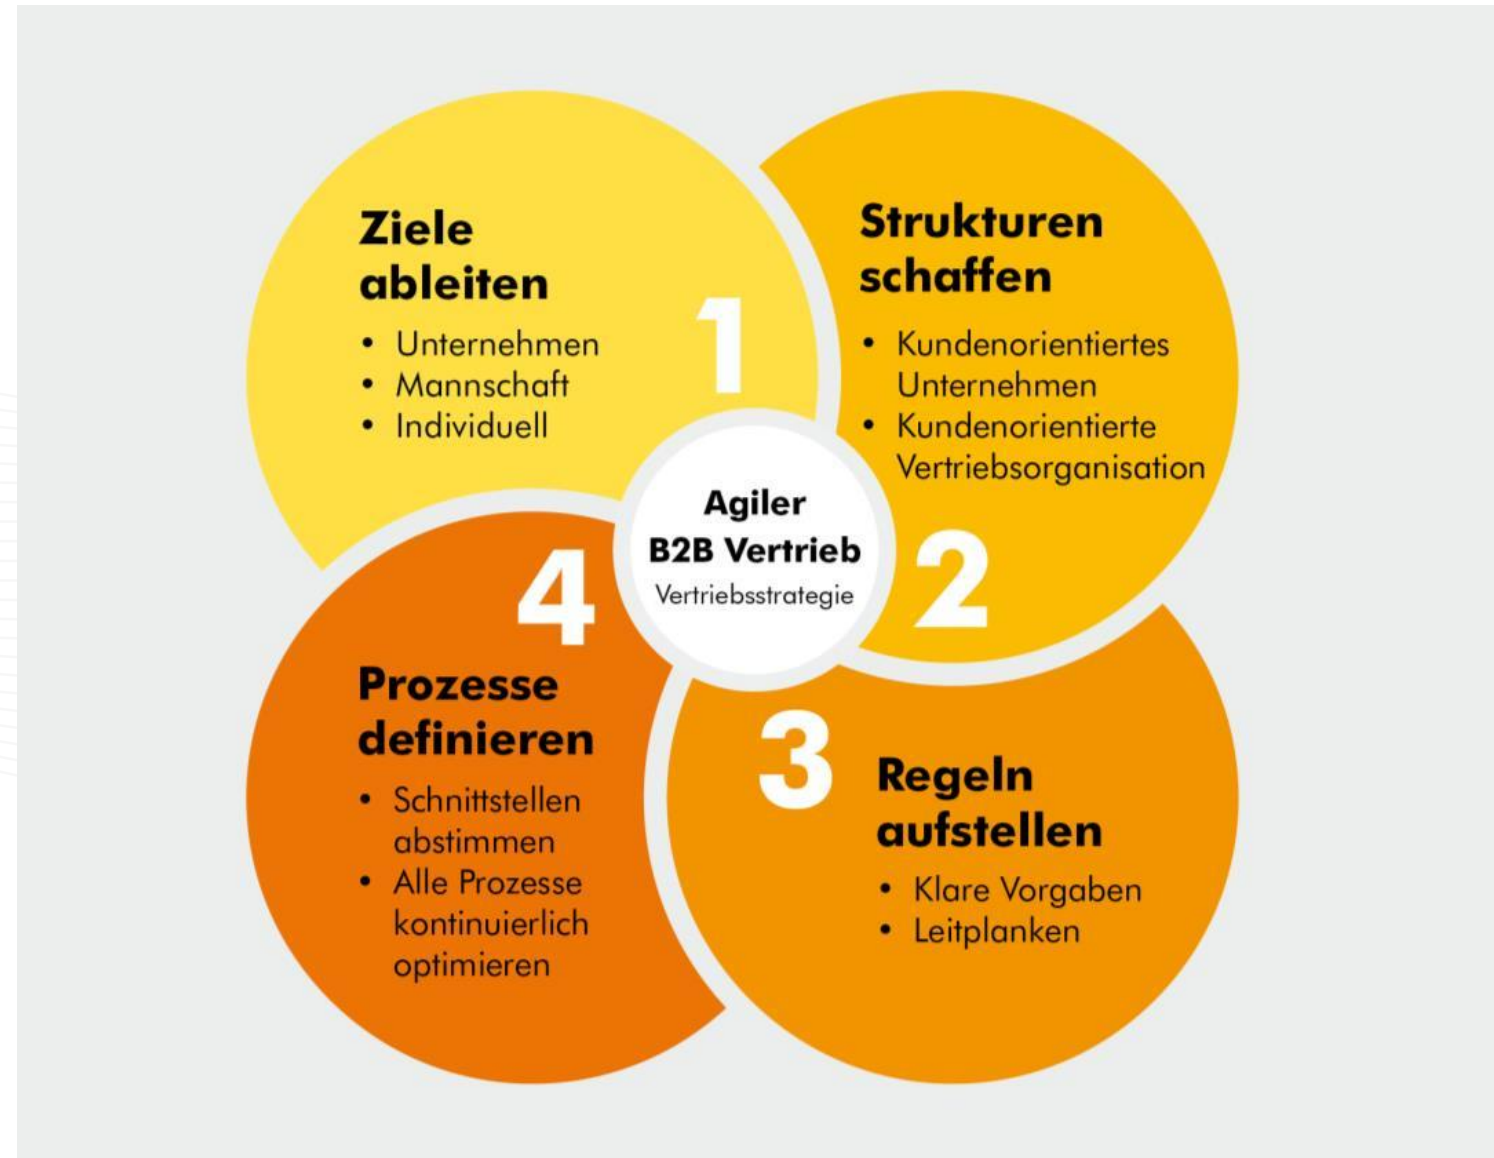 Ziele
ableiten
• Unternehmen
• Mannschaft
• Individuell
1
Strukturen
schaffen
• Kundenorientiertes
Unternehmen
• Kundenorientierte
Vertriebsorganisation
2
Agiler
B2B Vertrieb
Vertriebsstrategie
3
Regeln
aufstellen
• Klare Vorgaben
• Leitplanken
4
Prozesse
definieren
• Schnittstellen
abstimmen
• Alle Prozesse
kontinuierlich
optimieren